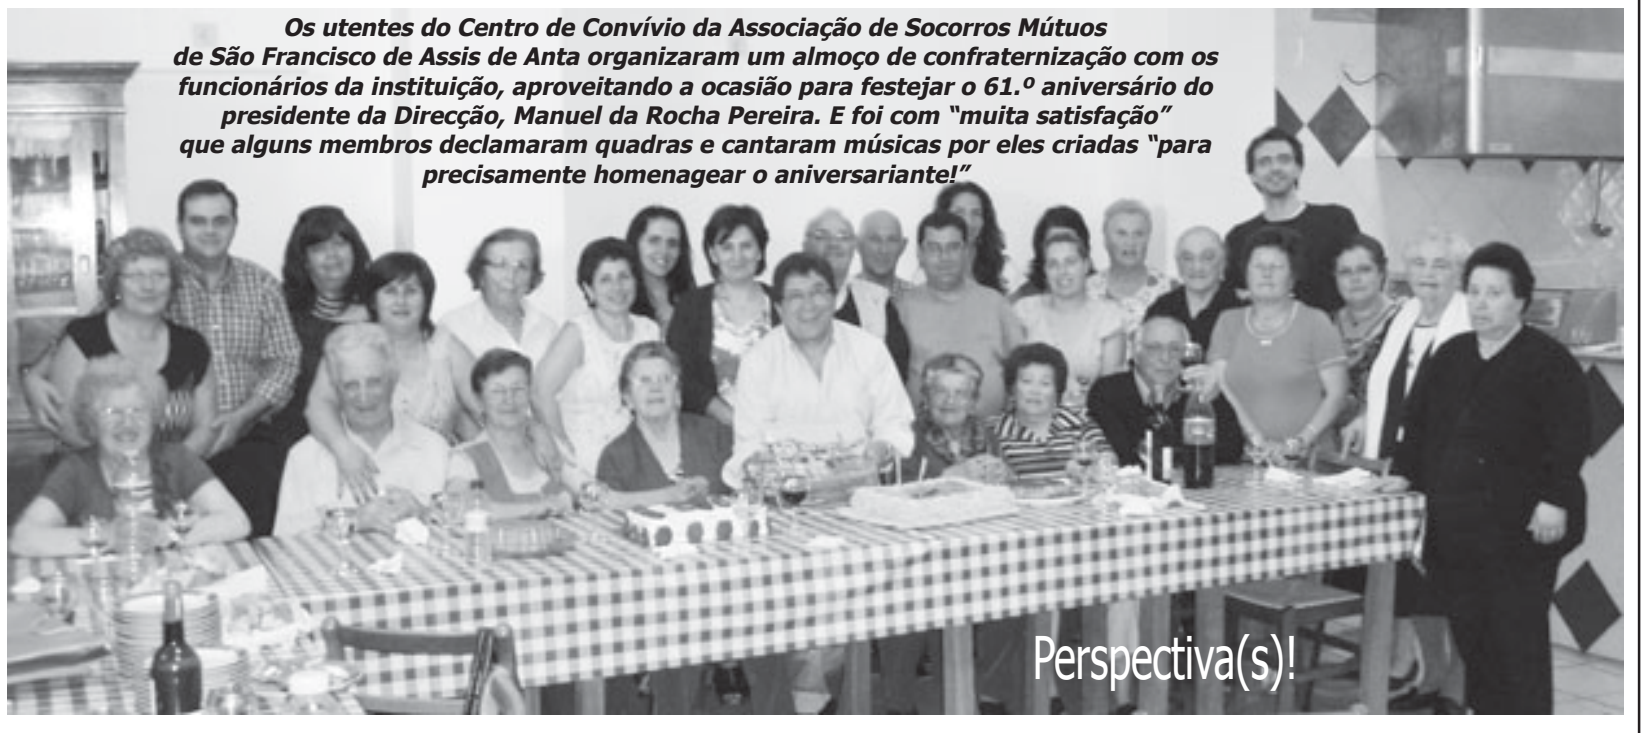 Os utentes do Centro de Convívio da Associação de Socorros Mútuos
de São Francisco de Assis de Anta organizaram um almoço de confraternização com os
funcionários da instituição, aproveitando a ocasião para festejar o 61.º aniversário do
presidente da Direcção, Manuel da Rocha Pereira. E foi com “muita satisfação”
que alguns membros declamaram quadras e cantaram músicas por eles criadas “para
precisamente homenagear o aniversariante!”
Perspectiva(s)!